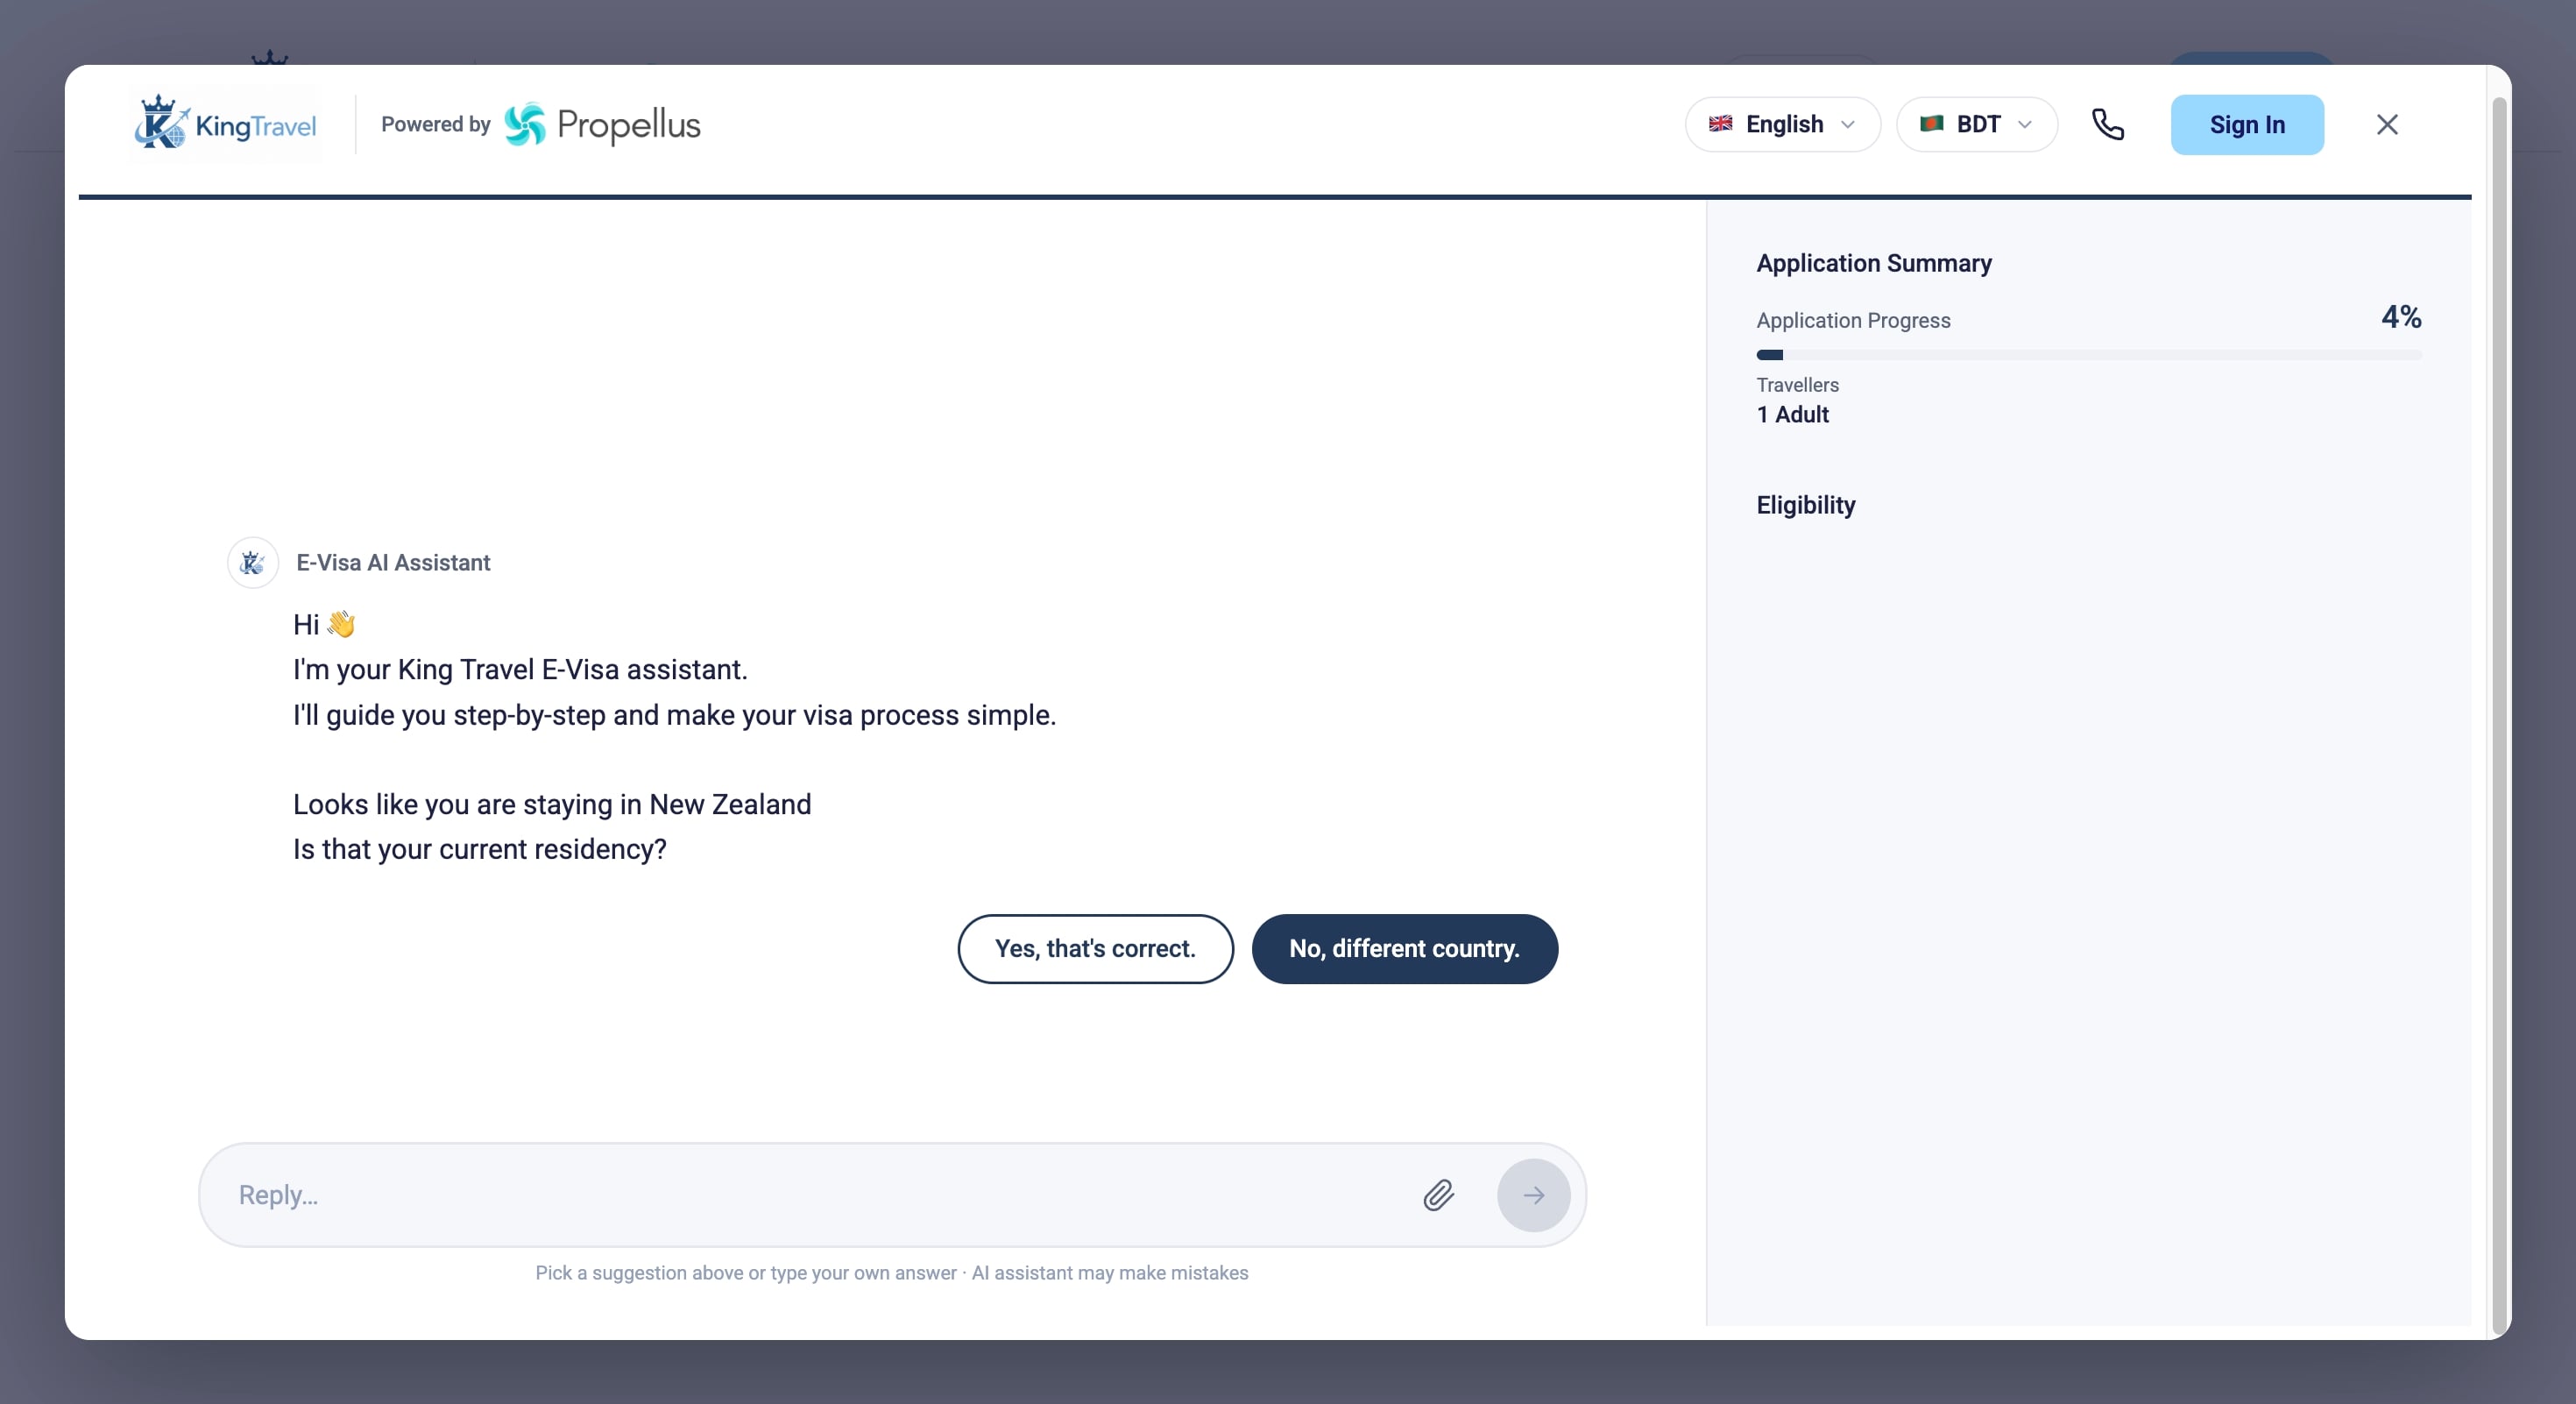 KingTravel
Powered by Propellus
English
BDT
Sign In
E-Visa AI Assistant
Hi 👋
I'm your King Travel E-Visa assistant.
I'll guide you step-by-step and make your visa process simple.
Looks like you are staying in New Zealand
Is that your current residency?
Yes, that's correct.
No, different country.
Reply...
Pick a suggestion above or type your own answer · AI assistant may make mistakes
Application Summary
Application Progress
4%
Travellers
1 Adult
Eligibility